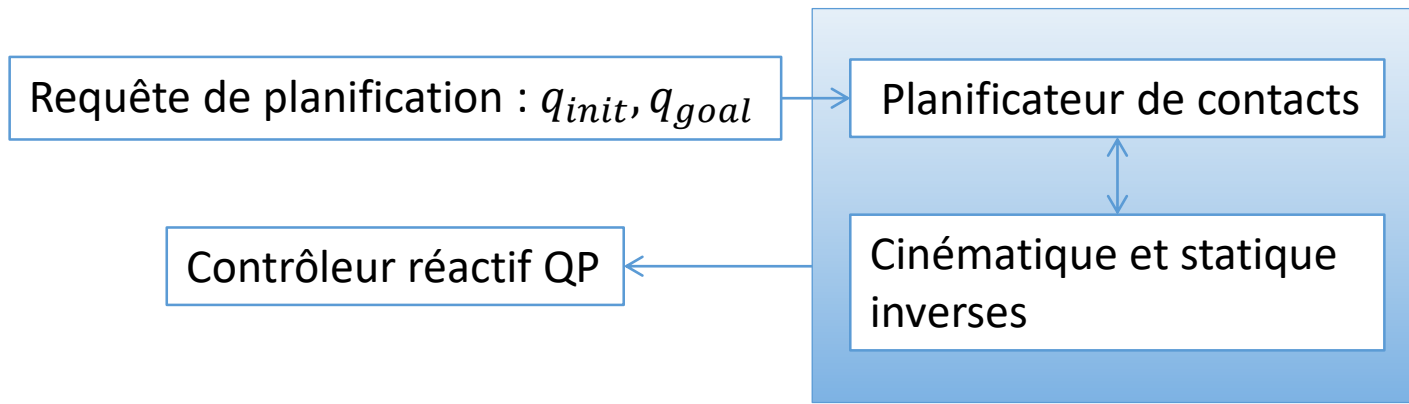 Requête de planification : q_init, q_goal
Planificateur de contacts
Contrôleur réactif QP
Cinématique et statique
inverses